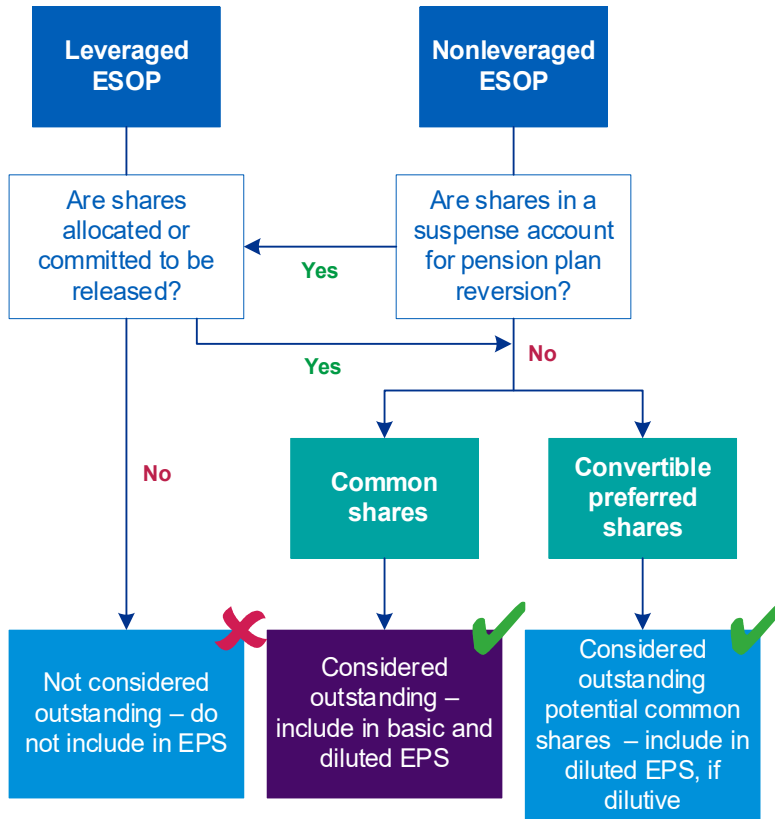 Leveraged
ESOP
Nonleveraged
ESOP
Are shares
allocated or
committed to be
released?
Are shares in a
suspense account
for pension plan
reversion?
Yes
Yes
No
No
Common
shares
Convertible
preferred
shares
Not considered
outstanding – do
not include in EPS
Considered
outstanding –
include in basic and
diluted EPS
Considered
outstanding
potential common
shares – include in
diluted EPS, if
dilutive